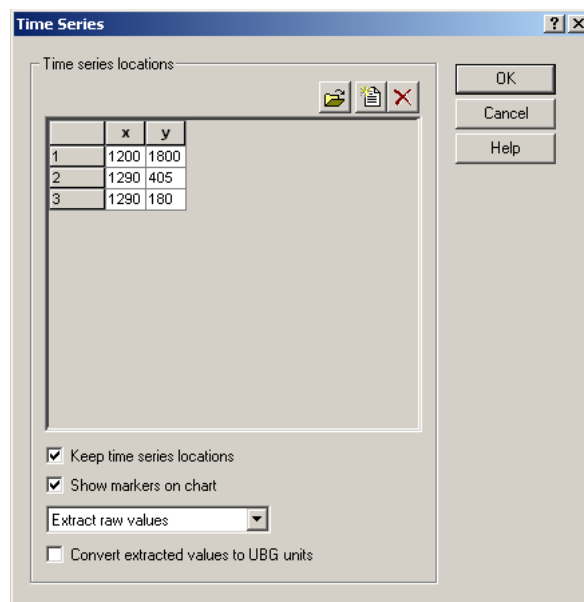 Time Series
Time series locations
OK
Cancel
Help
x y
1 1200 1800
2 1290 405
3 1290 180
Keep time series locations
Show markers on chart
Extract raw values
Convert extracted values to UBG units